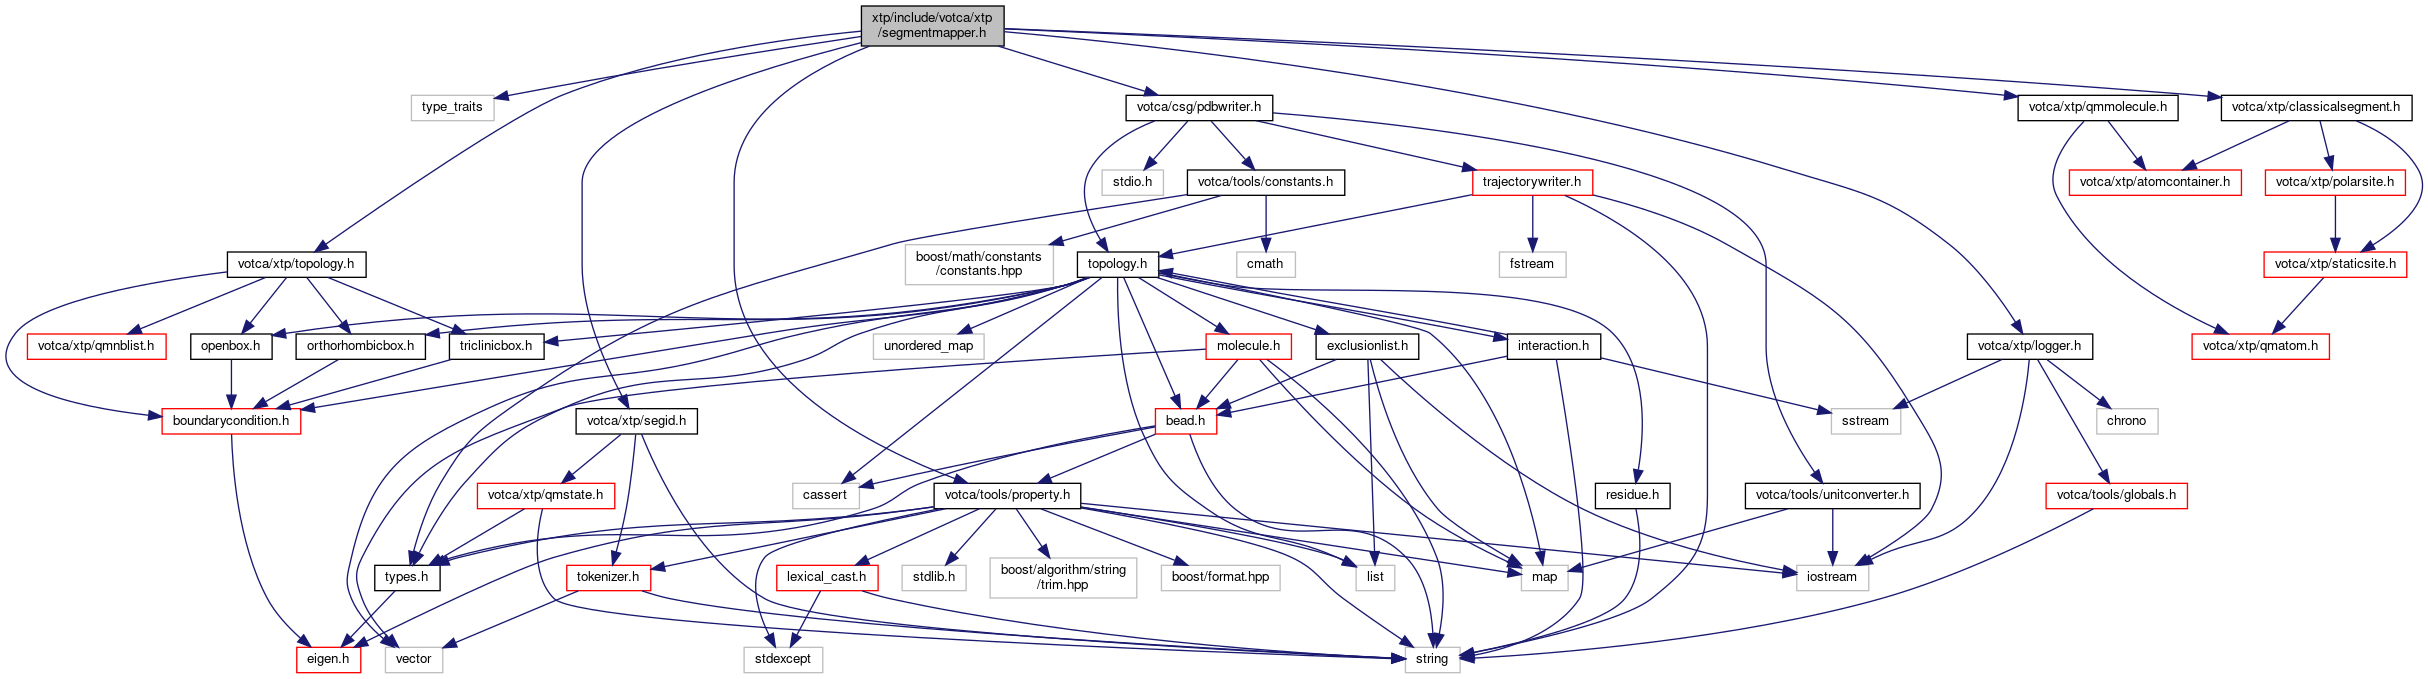 xtp/include/votca/xtp
/segmentmapper.h
type_traits
votca/csg/pdbwriter.h
votca/xtp/qmmolecule.h
votca/xtp/classicalsegment.h
stdio.h
votca/tools/constants.h
trajectorywriter.h
votca/xtp/atomcontainer.h
votca/xtp/polarsite.h
votca/xtp/topology.h
boost/math/constants
/constants.hpp
topology.h
cmath
fstream
votca/xtp/staticsite.h
votca/xtp/qmnblist.h
openbox.h
orthorhombicbox.h
triclinicbox.h
unordered_map
molecule.h
exclusionlist.h
interaction.h
votca/xtp/logger.h
votca/xtp/qmatom.h
boundarycondition.h
votca/xtp/segid.h
bead.h
sstream
chrono
votca/xtp/qmstate.h
cassert
votca/tools/property.h
residue.h
votca/tools/unitconverter.h
votca/tools/globals.h
types.h
tokenizer.h
lexical_cast.h
stdlib.h
boost/algorithm/string
/trim.hpp
boost/format.hpp
list
map
iostream
eigen.h
vector
stdexcept
string